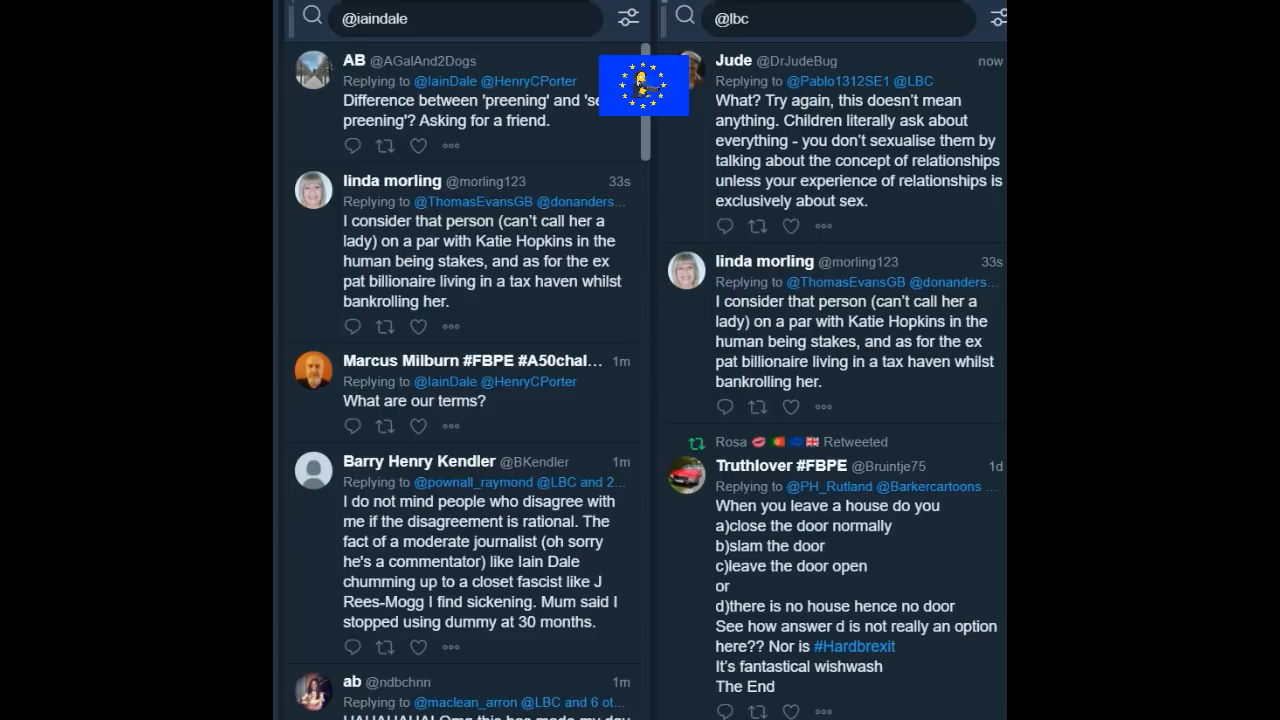 @iaindale
AB @AGalAnd2Dogs
Replying to @IainDale @HenryCPorter
Difference between 'preening' and
preening'? Asking for a friend.
linda morling @morling123 33s
Replying to @ThomasEvansGB @donanders...
I consider that person (can't call her a
lady) on a par with Katie Hopkins in the
human being stakes, and as for the ex
pat billionaire living in a tax haven whilst
bankrolling her.
Marcus Milburn #FBPE #A50chal... 1m
Replying to @IainDale @HenryCPorter
What are our terms?
Barry Henry Kendler @BKendler 1m
Replying to @pownall_raymond @LBC and 2...
I do not mind people who disagree with
me if the disagreement is rational. The
fact of a moderate journalist (oh sorry
he's a commentator) like Iain Dale
chumming up to a closet fascist like J
Rees-Mogg I find sickening. Mum said I
stopped using dummy at 30 months.
ab @ndbchnn 1m
Replying to @maclean_arron @LBC and 6 ot...
HAHAHAHA! Omg this has made my day
@lbc
Jude @DrJudeBug now
Replying to @Pablo1312SE1 @LBC
What? Try again, this doesn't mean
anything. Children literally ask about
everything - you don't sexualise them by
talking about the concept of relationships
unless your experience of relationships is
exclusively about sex.
linda morling @morling123 33s
Replying to @ThomasEvansGB @donanders...
I consider that person (can't call her a
lady) on a par with Katie Hopkins in the
human being stakes, and as for the ex
pat billionaire living in a tax haven whilst
bankrolling her.
Rosa 💋 🇵🇹 🇪🇺 🇬🇧 Retweeted
Truthlover #FBPE @Bruintje75 1d
Replying to @PH_Rutland @Barkercartoons ...
When you leave a house do you
a)close the door normally
b)slam the door
c)leave the door open
or
d)there is no house hence no door
See how answer d is not really an option
here?? Nor is #Hardbrexit
It's fantastical wishwash
The End